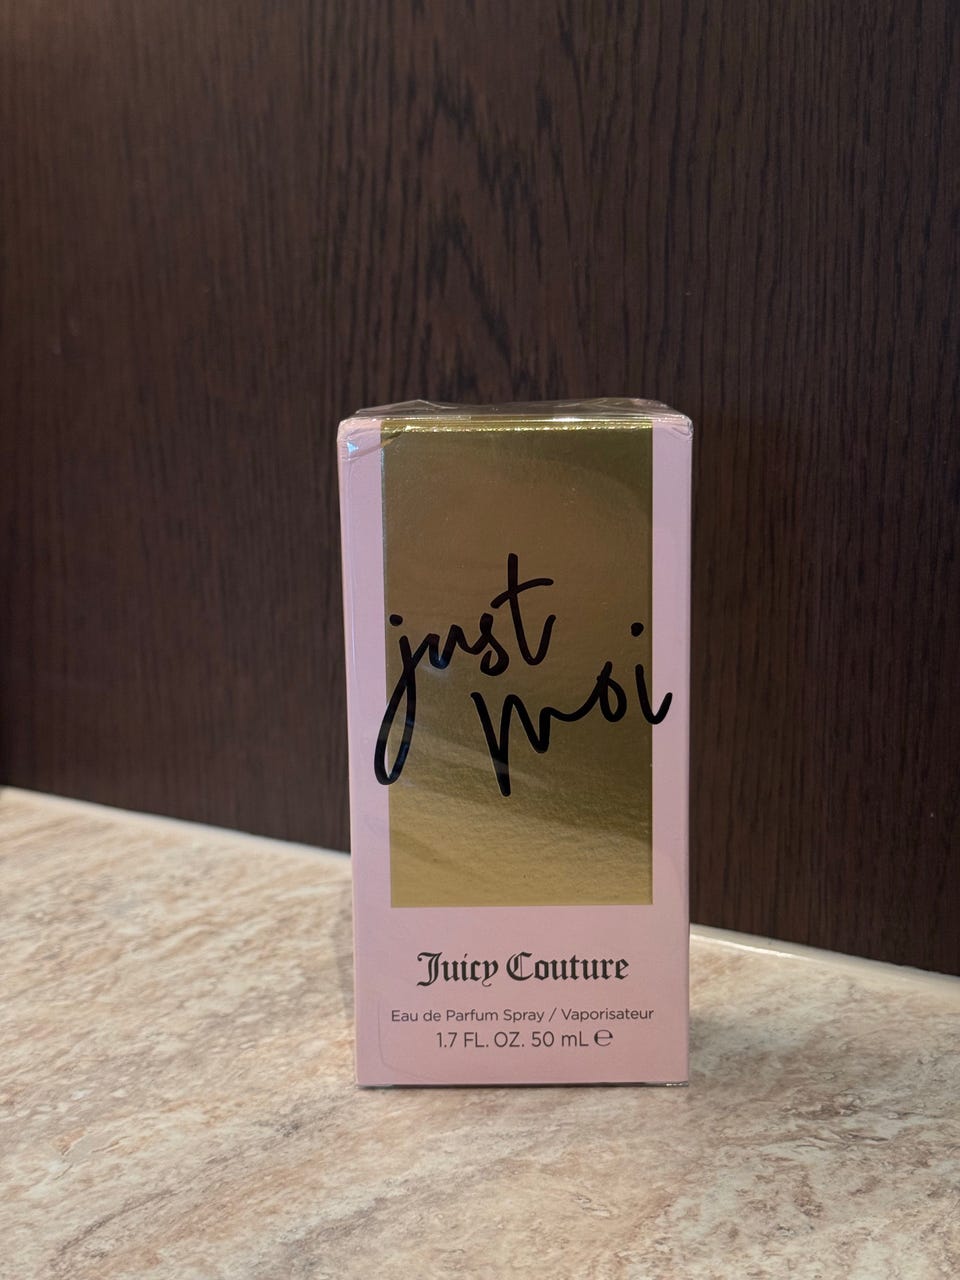 just
moi
Juicy Couture
Eau de Parfum Spray / Vaporisateur
1.7 FL. OZ. 50 mL ℮